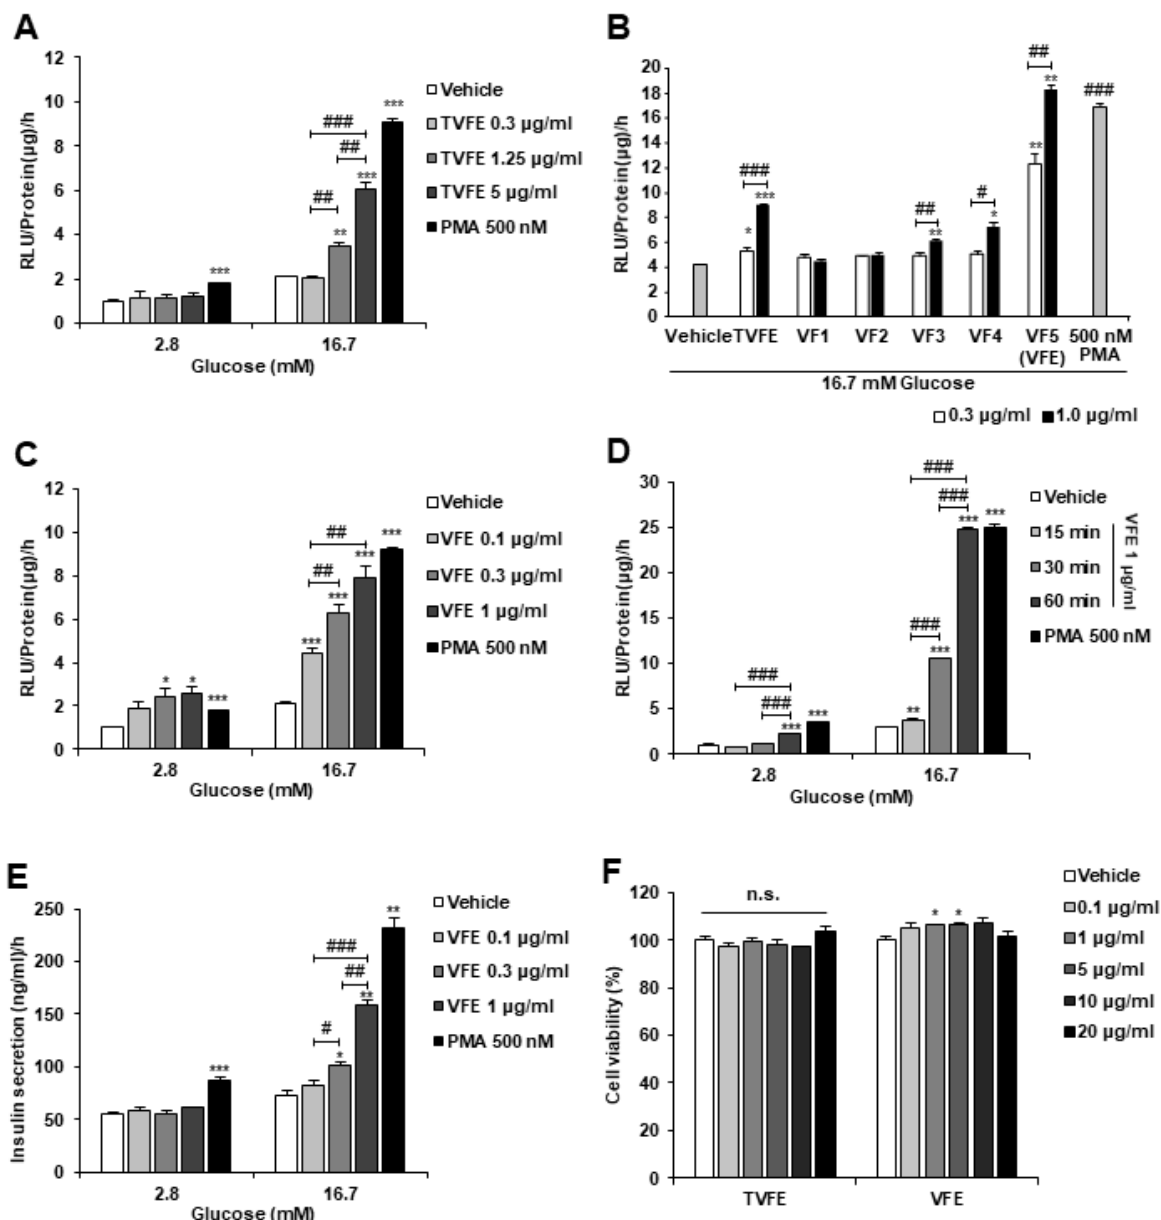 A
RLU/Protein(µg)/h
12
10
8
6
4
2
0
***
##
**
##
###
***
***
2.8
16.7
Glucose (mM)
Vehicle
TVFE 0.3 µg/ml
TVFE 1.25 µg/ml
TVFE 5 µg/ml
PMA 500 nM
B
RLU/Protein(µg)/h
20
18
16
14
12
10
8
6
4
2
0
*
###
***
##
**
#
*
**
##
**
###
Vehicle TVFE VF1 VF2 VF3 VF4 VF5 500 nM
(VFE) PMA
16.7 mM Glucose
0.3 µg/ml 1.0 µg/ml
C
RLU/Protein(µg)/h
12
10
8
6
4
2
0
*
*
***
***
##
***
##
***
***
2.8
16.7
Glucose (mM)
Vehicle
VFE 0.1 µg/ml
VFE 0.3 µg/ml
VFE 1 µg/ml
PMA 500 nM
D
RLU/Protein(µg)/h
30
25
20
15
10
5
0
###
###
***
***
**
###
***
###
###
***
***
2.8
16.7
Glucose (mM)
Vehicle
15 min
30 min
60 min
VFE 1 µg/ml
PMA 500 nM
E
Insulin secretion (ng/ml)/h
250
200
150
100
50
0
***
#
*
###
##
**
**
2.8
16.7
Glucose (mM)
Vehicle
VFE 0.1 µg/ml
VFE 0.3 µg/ml
VFE 1 µg/ml
PMA 500 nM
F
Cell viability (%)
120
100
80
60
40
20
0
n.s.
*
*
TVFE
VFE
Vehicle
0.1 µg/ml
1 µg/ml
5 µg/ml
10 µg/ml
20 µg/ml